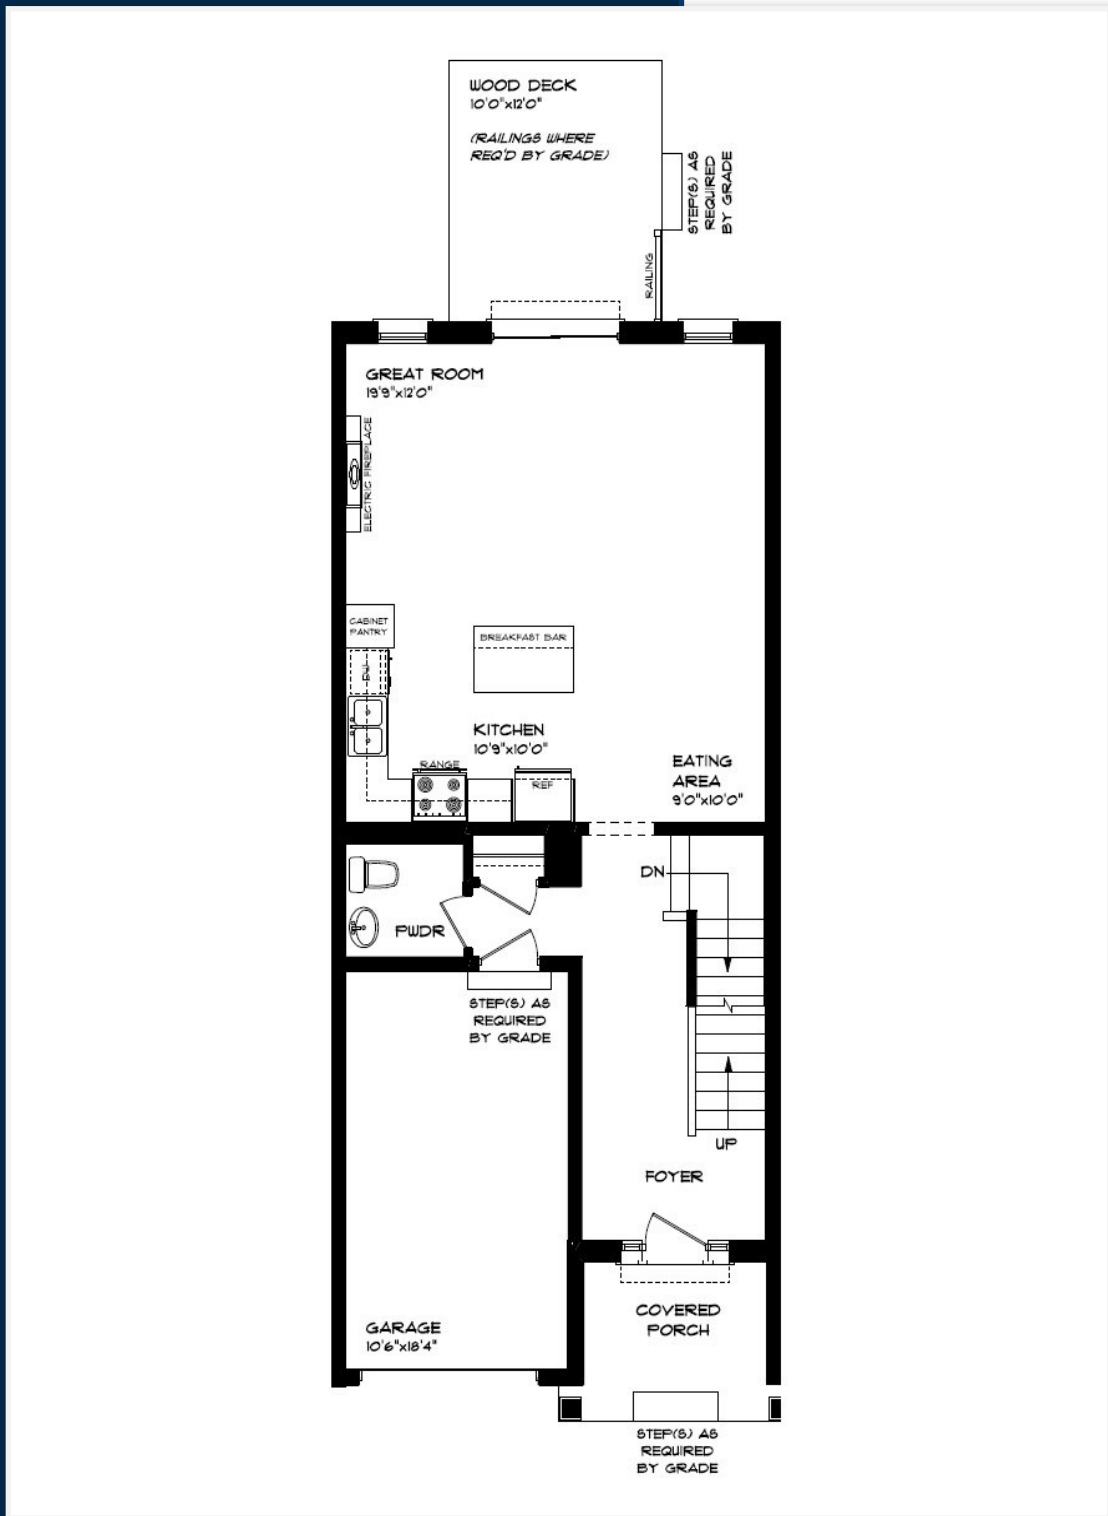 WOOD DECK
10'0"x12'0"
(RAILINGS WHERE
REQ'D BY GRADE)
STEP(S) AS
REQUIRED
BY GRADE
RAILING
GREAT ROOM
19'9"x12'0"
ELECTRIC FIREPLACE
CABINET
PANTRY
BREAKFAST BAR
KITCHEN
10'9"x10'0"
RANGE
REF
EATING
AREA
9'0"x10'0"
DN
PWDR
STEP(S) AS
REQUIRED
BY GRADE
UP
FOYER
COVERED
PORCH
GARAGE
10'6"x18'4"
STEP(S) AS
REQUIRED
BY GRADE